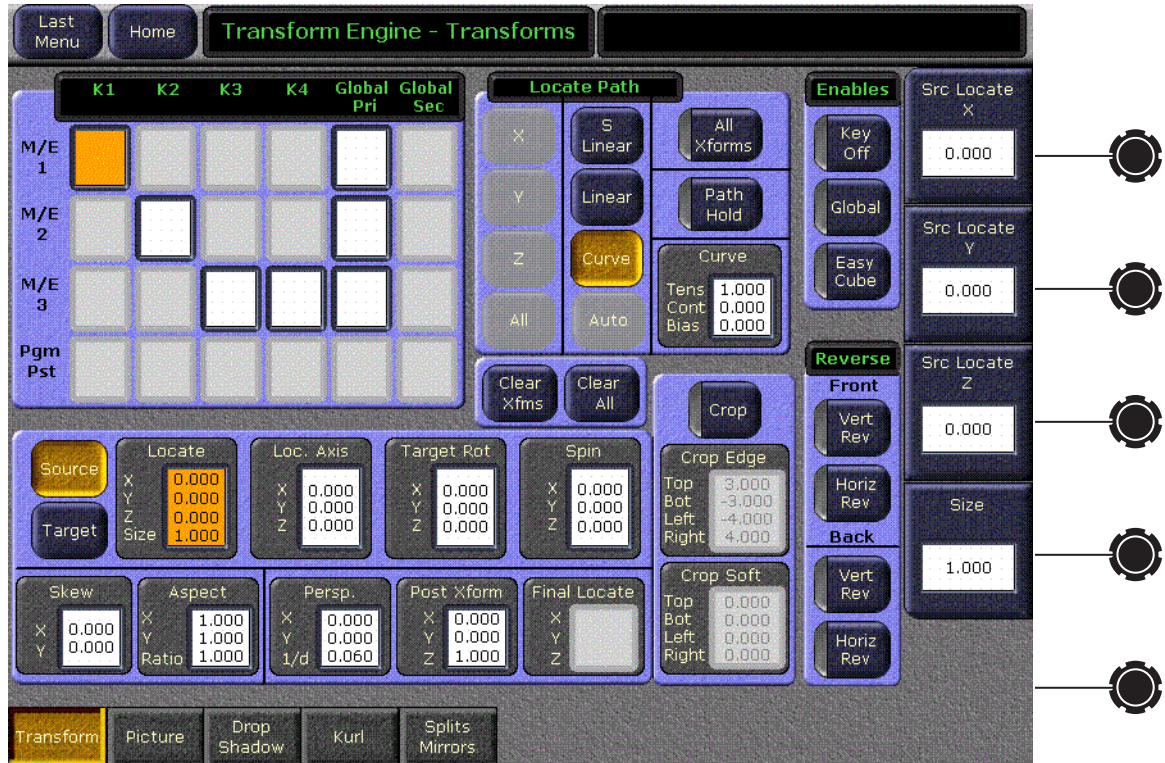 Last
Menu
Home
Transform Engine - Transforms
K1 K2 K3 K4 Global Pri Global Sec
M/E
1
M/E
2
M/E
3
Pgm
Pst
Locate Path
X
Y
Z
All
S
Linear
Linear
Curve
Auto
All
Xforms
Path
Hold
Curve
Tens 1.000
Cont 0.000
Bias 0.000
Clear
Xfms
Clear
All
Enables
Key
Off
Global
Easy
Cube
Reverse
Front
Vert
Rev
Horiz
Rev
Back
Vert
Rev
Horiz
Rev
Src Locate
X
0.000
Src Locate
Y
0.000
Src Locate
Z
0.000
Size
1.000
Source
Target
Locate
X 0.000
Y 0.000
Z 0.000
Size 1.000
Loc. Axis
X 0.000
Y 0.000
Z 0.000
Target Rot
X 0.000
Y 0.000
Z 0.000
Spin
X 0.000
Y 0.000
Z 0.000
Crop
Crop Edge
Top 3.000
Bot -3.000
Left -4.000
Right 4.000
Skew
X 0.000
Y 0.000
Aspect
X 1.000
Y 1.000
Ratio 1.000
Persp.
X 0.000
Y 0.000
1/d 0.060
Post Xform
X 0.000
Y 0.000
Z 1.000
Final Locate
X
Y
Z
Crop Soft
Top 0.000
Bot 0.000
Left 0.000
Right 0.000
Transform
Picture
Drop
Shadow
Kurl
Splits
Mirrors